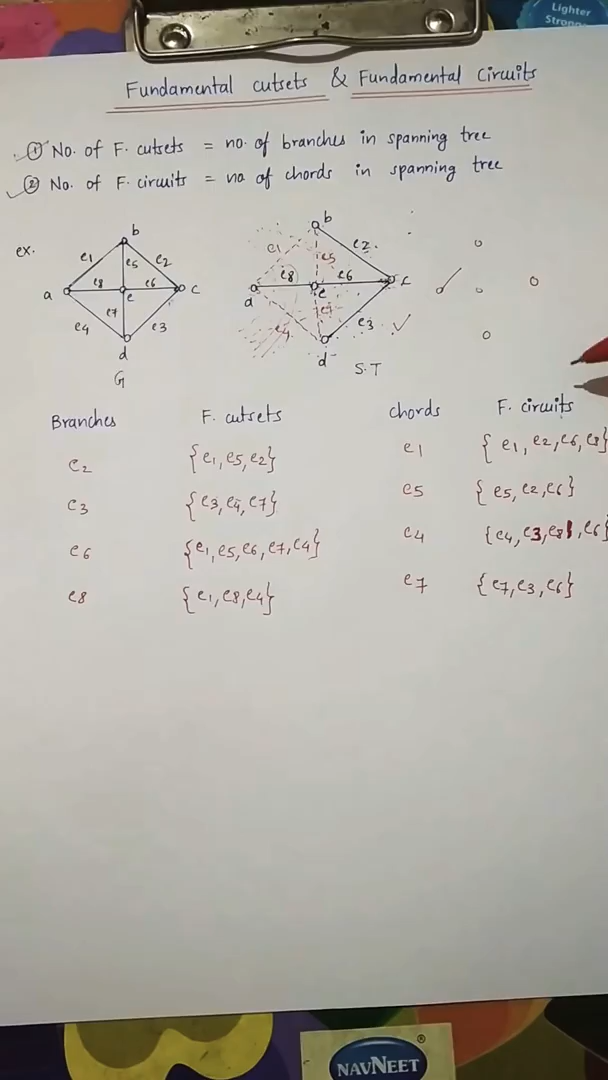 Lighter
Stronger
Fundamental cutsets & Fundamental Circuits
① No. of F. cutsets = no. of branches in spanning tree
② No. of F. circuits = no of chords in spanning tree
ex.
b
e1 e5 e2
a e8 e e6 c
e4 e7 e3
d
G
b
e1 e5 e2
a e8 e e6 c
e4 e7 e3
d
S.T
Branches F. cutsets chords F. circuits
e2 {e1, e5, e2} e1 {e1, e2, e6, e8}
e3 {e3, e4, e7} e5 {e5, e2, e6}
e6 {e1, e5, e6, e7, e4} e4 {e4, e3, e8, e6}
e8 {e1, e8, e4} e7 {e7, e3, e6}
NAVNEET